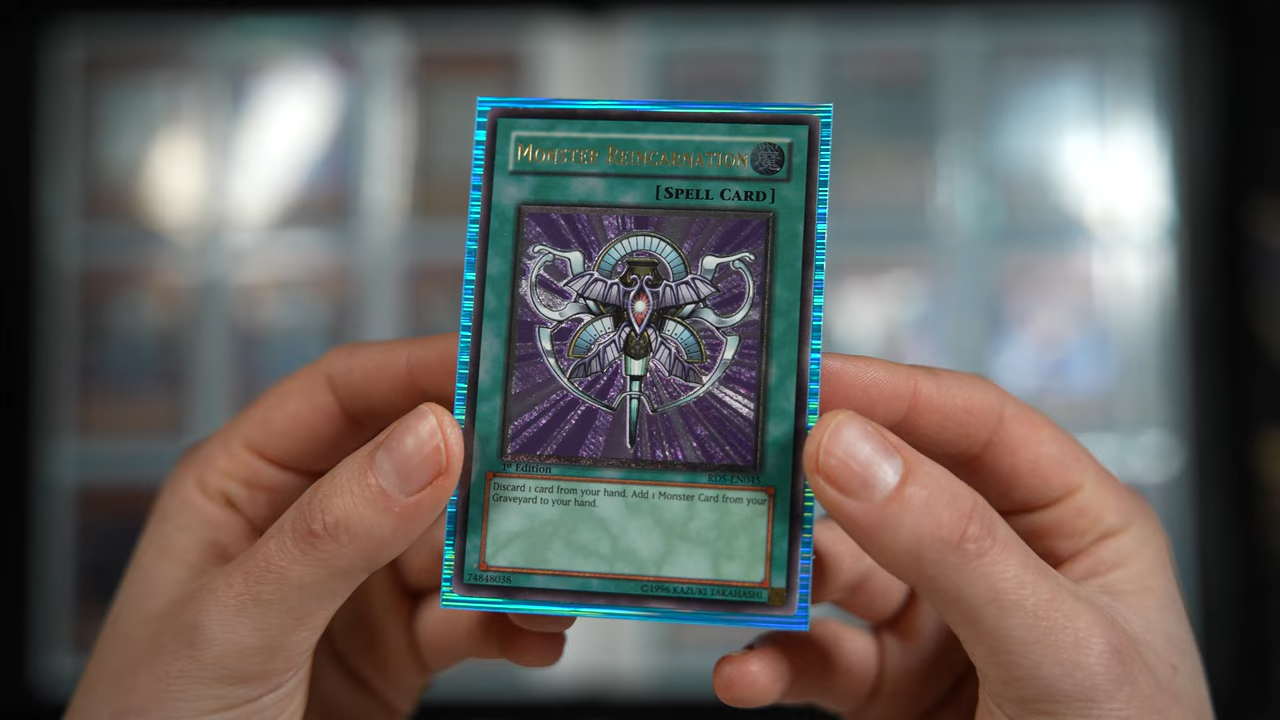 MONSTER REINCARNATION 魔
[SPELL CARD]
1st Edition
RDS-EN045
Discard 1 card from your hand. Add 1 Monster Card from your
Graveyard to your hand.
74848038
©1996 KAZUKI TAKAHASHI